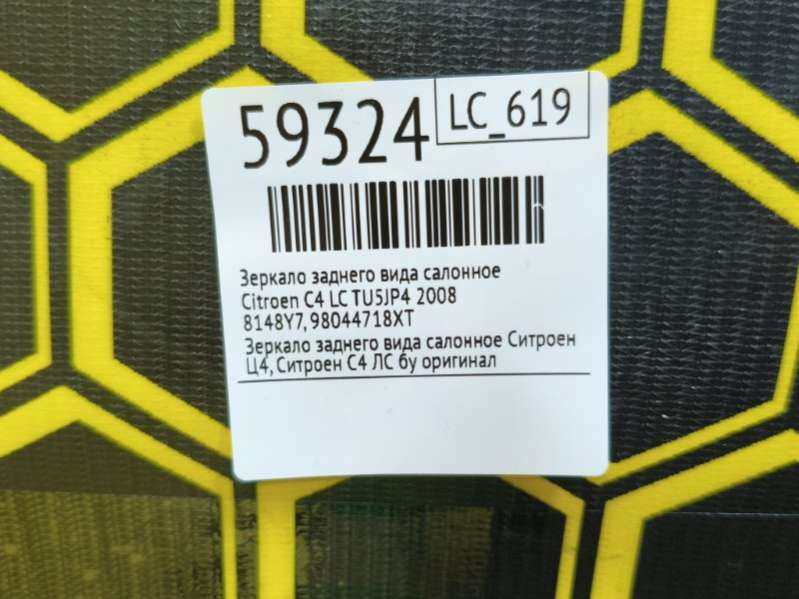 59324
LC_619
Зеркало заднего вида салонное
Citroen C4 LC TU5JP4 2008
8148Y7,98044718XT
Зеркало заднего вида салонное Ситроен
Ц4, Ситроен С4 ЛС бу оригинал